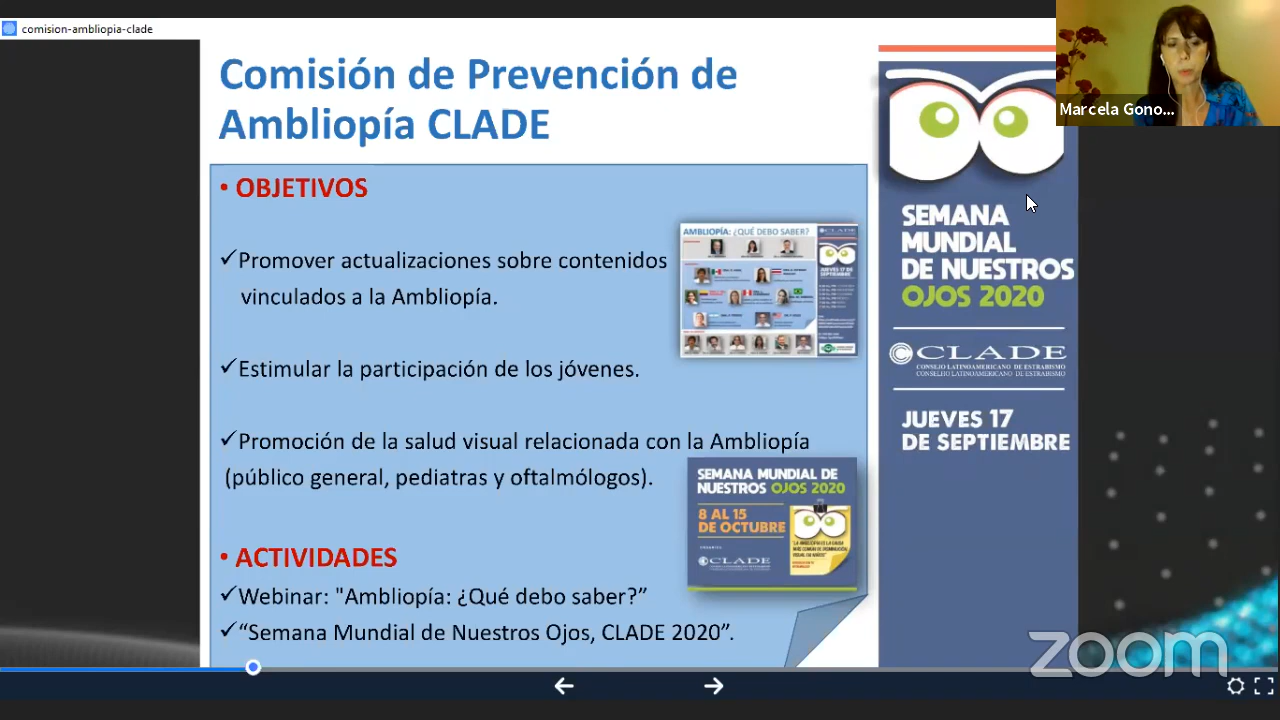 comision-ambliopia-clade
Marcela Gono...
Comisión de Prevención de
Ambliopía CLADE
• OBJETIVOS
✓Promover actualizaciones sobre contenidos
vinculados a la Ambliopía.
✓Estimular la participación de los jóvenes.
✓Promoción de la salud visual relacionada con la Ambliopía
(público general, pediatras y oftalmólogos).
• ACTIVIDADES
✓Webinar: "Ambliopía: ¿Qué debo saber?”
✓“Semana Mundial de Nuestros Ojos, CLADE 2020”.
AMBLIOPÍA: ¿QUÉ DEBO SABER?
CLADE
JUEVES 17 DE
SEPTIEMBRE
SEMANA MUNDIAL DE
NUESTROS OJOS 2020
8 AL 15
DE OCTUBRE
CLADE
SEMANA
MUNDIAL
DE NUESTROS
OJOS 2020
CLADE
CONSEJO LATINOAMERICANO DE ESTRABISMO
CONSELHO LATINOAMERICANO DE ESTRABISMO
JUEVES 17
DE SEPTIEMBRE
zoom